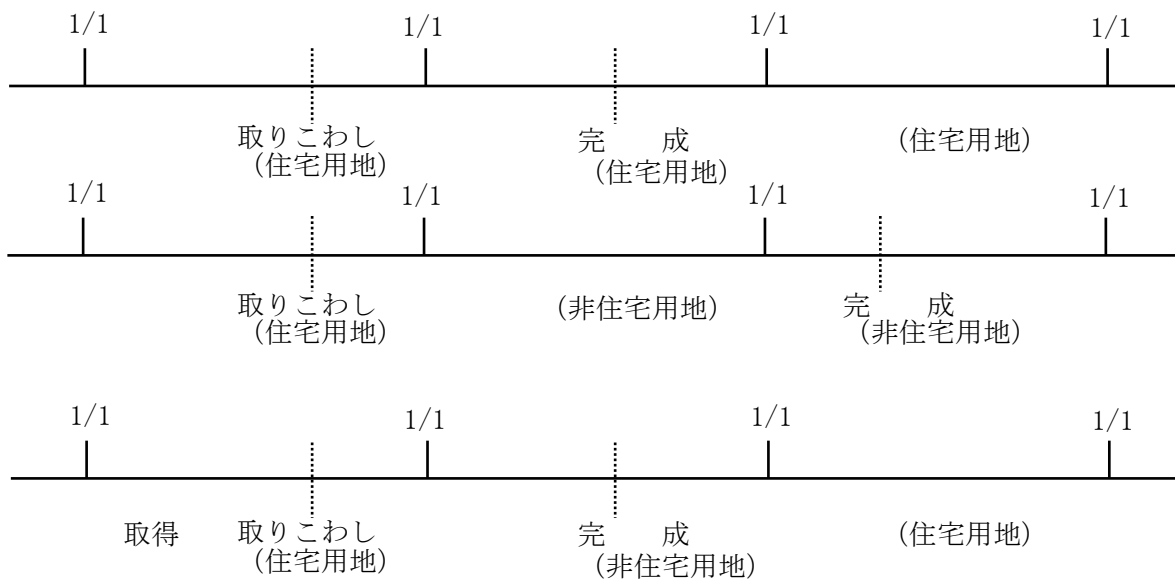 1/1 1/1 1/1 1/1
取りこわし 完　　成 (住宅用地)
(住宅用地) (住宅用地)
1/1 1/1 1/1 1/1
取りこわし (非住宅用地) 完　　成
(住宅用地) (非住宅用地)
1/1 1/1 1/1 1/1
取得 取りこわし 完　　成 (住宅用地)
(住宅用地) (非住宅用地)